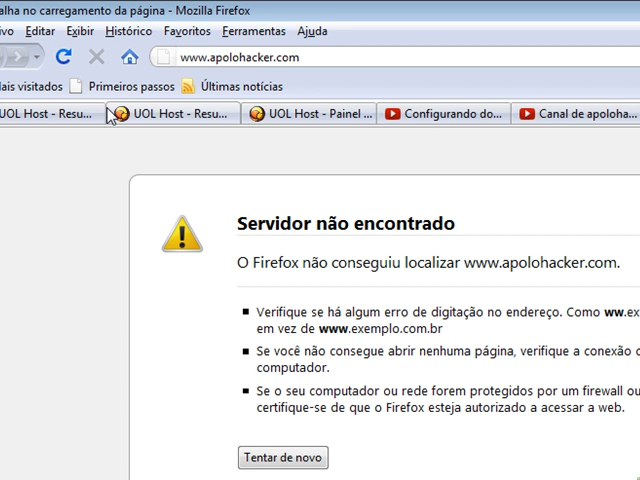 alha no carregamento da página - Mozilla Firefox
vo Editar Exibir Histórico Favoritos Ferramentas Ajuda
www.apolohacker.com
ais visitados Primeiros passos Últimas notícias
UOL Host - Resu... UOL Host - Resu... UOL Host - Painel ... Configurando do... Canal de apoloha...
Servidor não encontrado
O Firefox não conseguiu localizar www.apolohacker.com.
Verifique se há algum erro de digitação no endereço. Como ww.ex
em vez de www.exemplo.com.br
Se você não consegue abrir nenhuma página, verifique a conexão
computador.
Se o seu computador ou rede forem protegidos por um firewall ou
certifique-se de que o Firefox esteja autorizado a acessar a web.
Tentar de novo